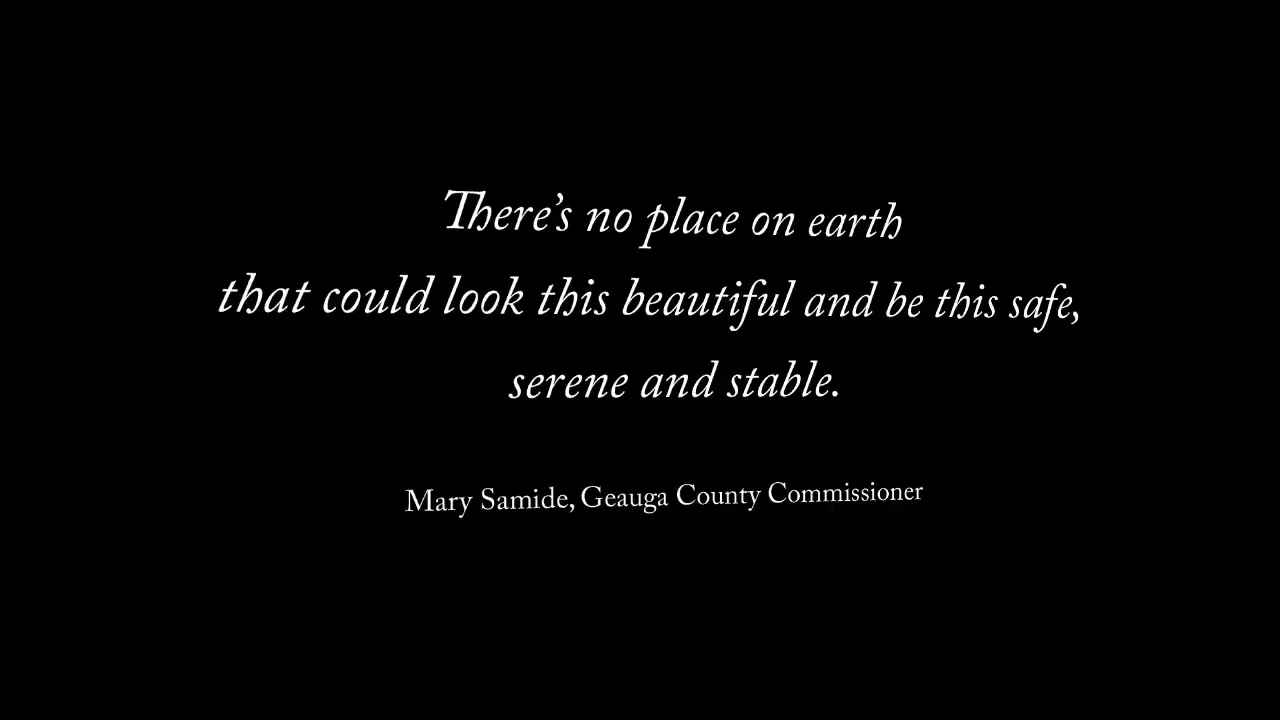 There’s no place on earth
that could look this beautiful and be this safe,
serene and stable.
Mary Samide, Geauga County Commissioner